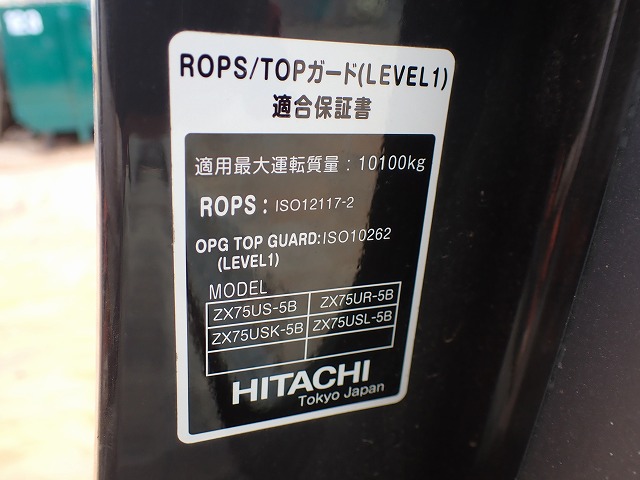 ROPS/TOPガード(LEVEL1)
適合保証書
適用最大運転質量：10100kg
ROPS：ISO12117-2
OPG TOP GUARD:ISO10262
(LEVEL1)
MODEL
ZX75US-5B ZX75UR-5B
ZX75USK-5B ZX75USL-5B
HITACHI
Tokyo Japan